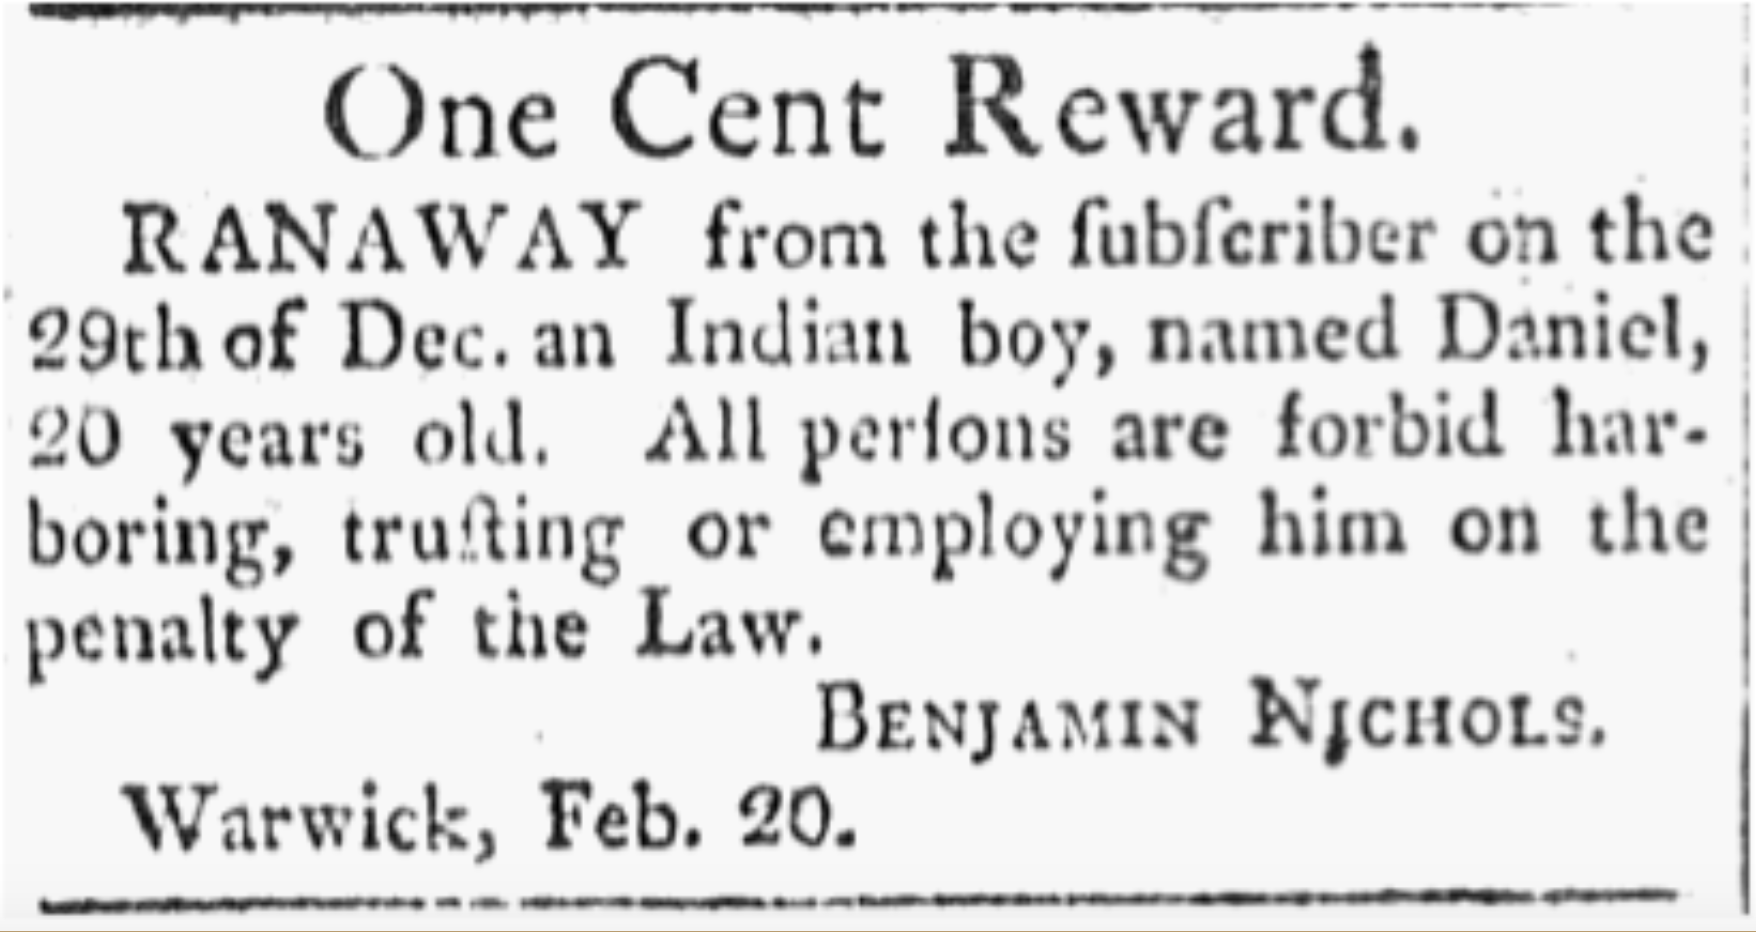 One Cent Reward.
RANAWAY from the ſubſcriber on the
29th of Dec. an Indian boy, named Daniel,
20 years old. All perſons are forbid har-
boring, truſting or employing him on the
penalty of the Law.
BENJAMIN NICHOLS.
Warwick, Feb. 20.